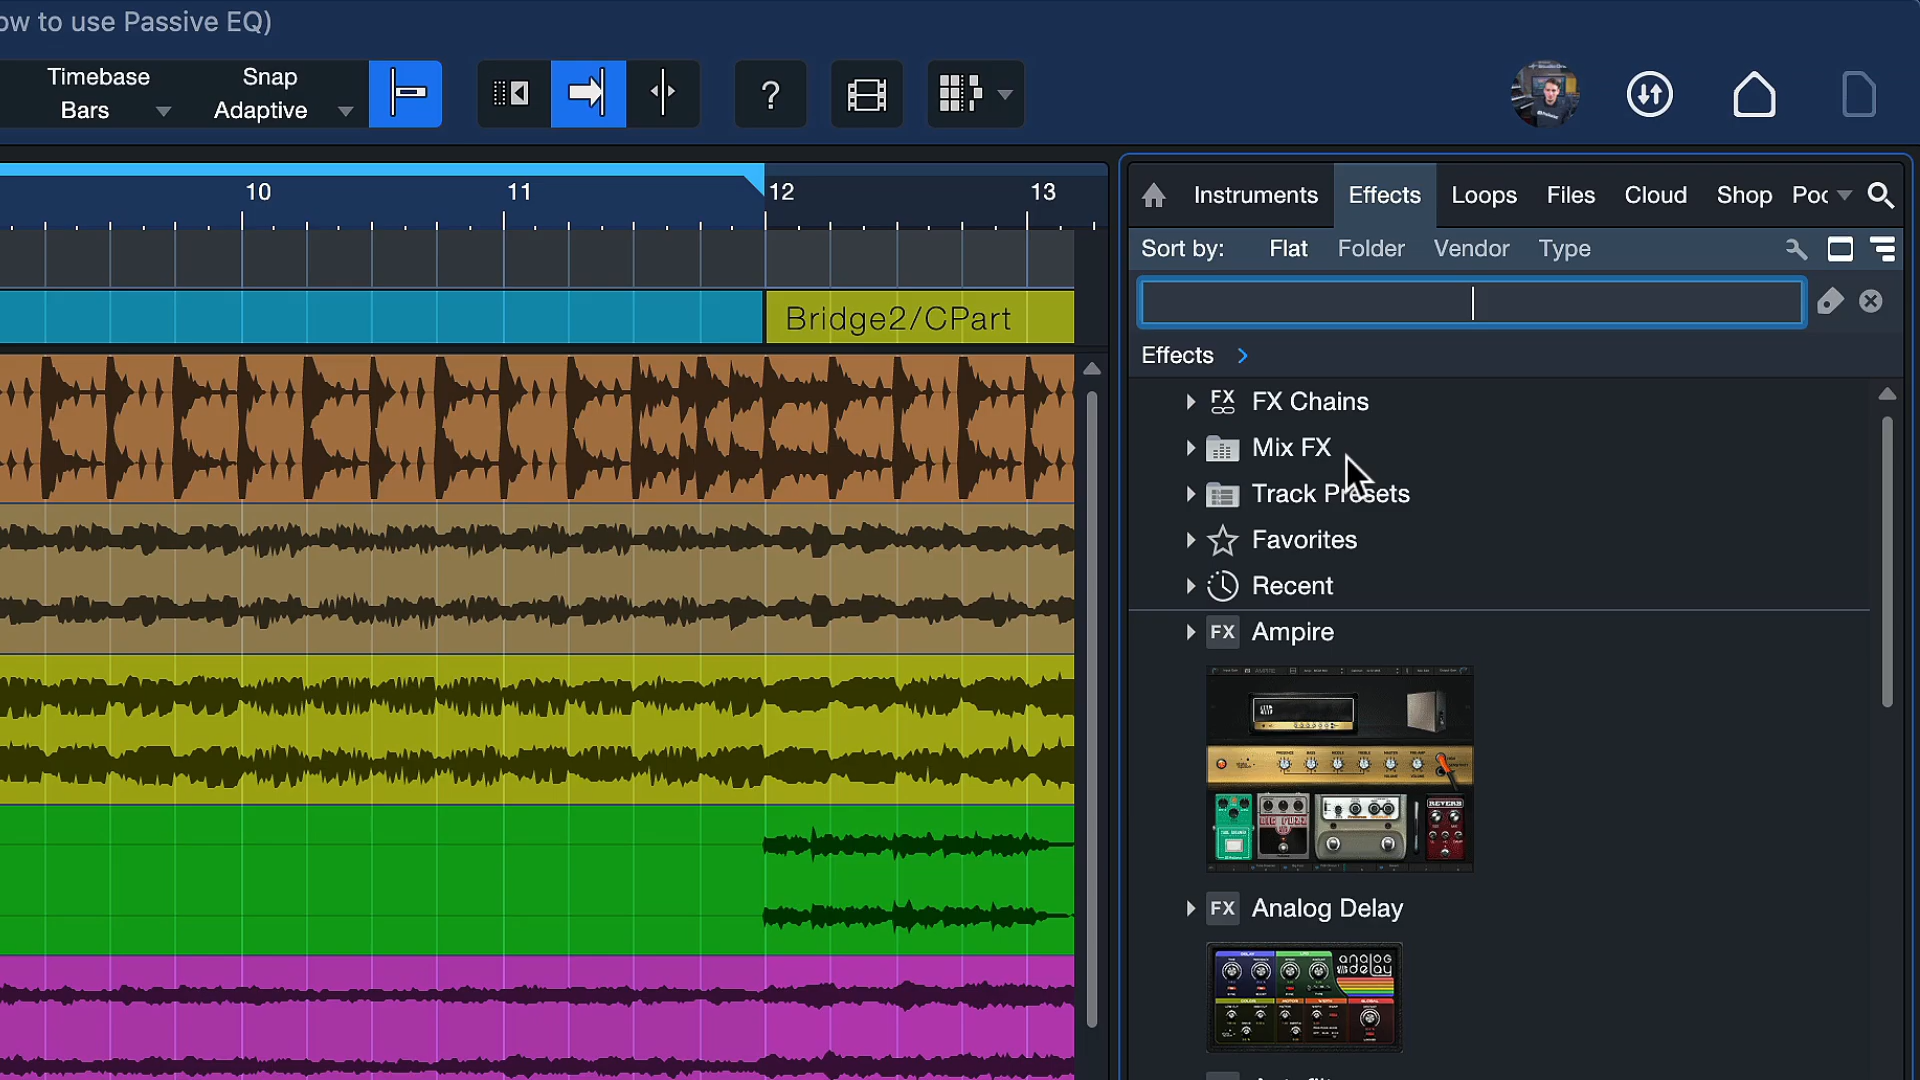 ow to use Passive EQ)
Timebase
Bars
Snap
Adaptive
?
10
11
12
13
Bridge2/CPart
Instruments
Effects
Loops
Files
Cloud
Shop
Poc
Sort by:
Flat
Folder
Vendor
Type
Effects
FX
FX Chains
Mix FX
Track Presets
Favorites
Recent
FX
Ampire
REVERB
FX
Analog Delay
analog
delay